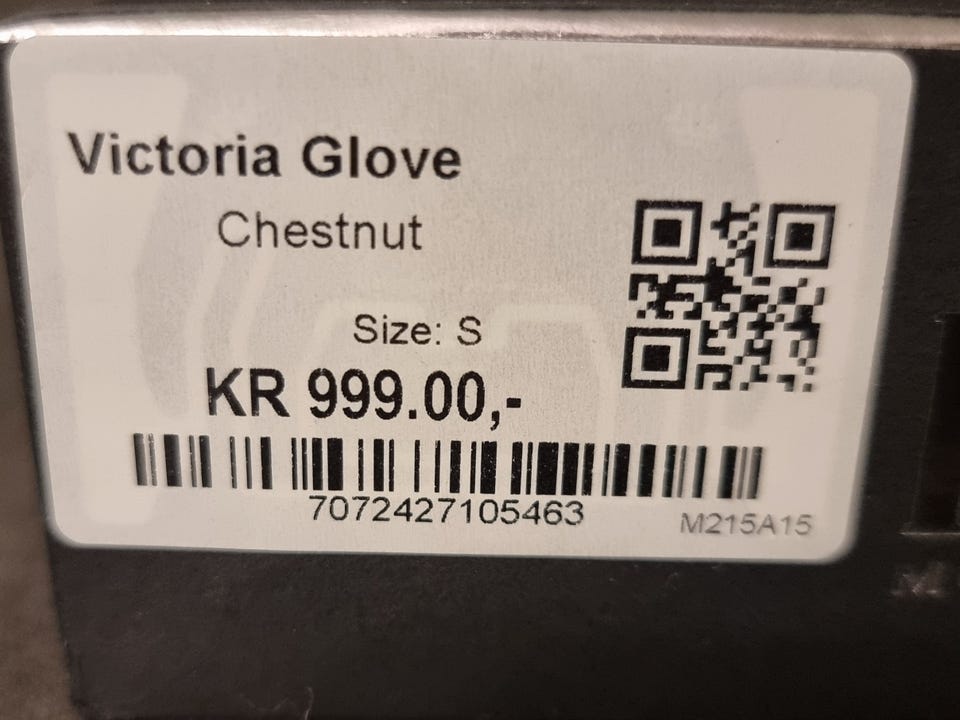 Victoria Glove
Chestnut
Size: S
KR 999.00,-
7072427105463
M215A15